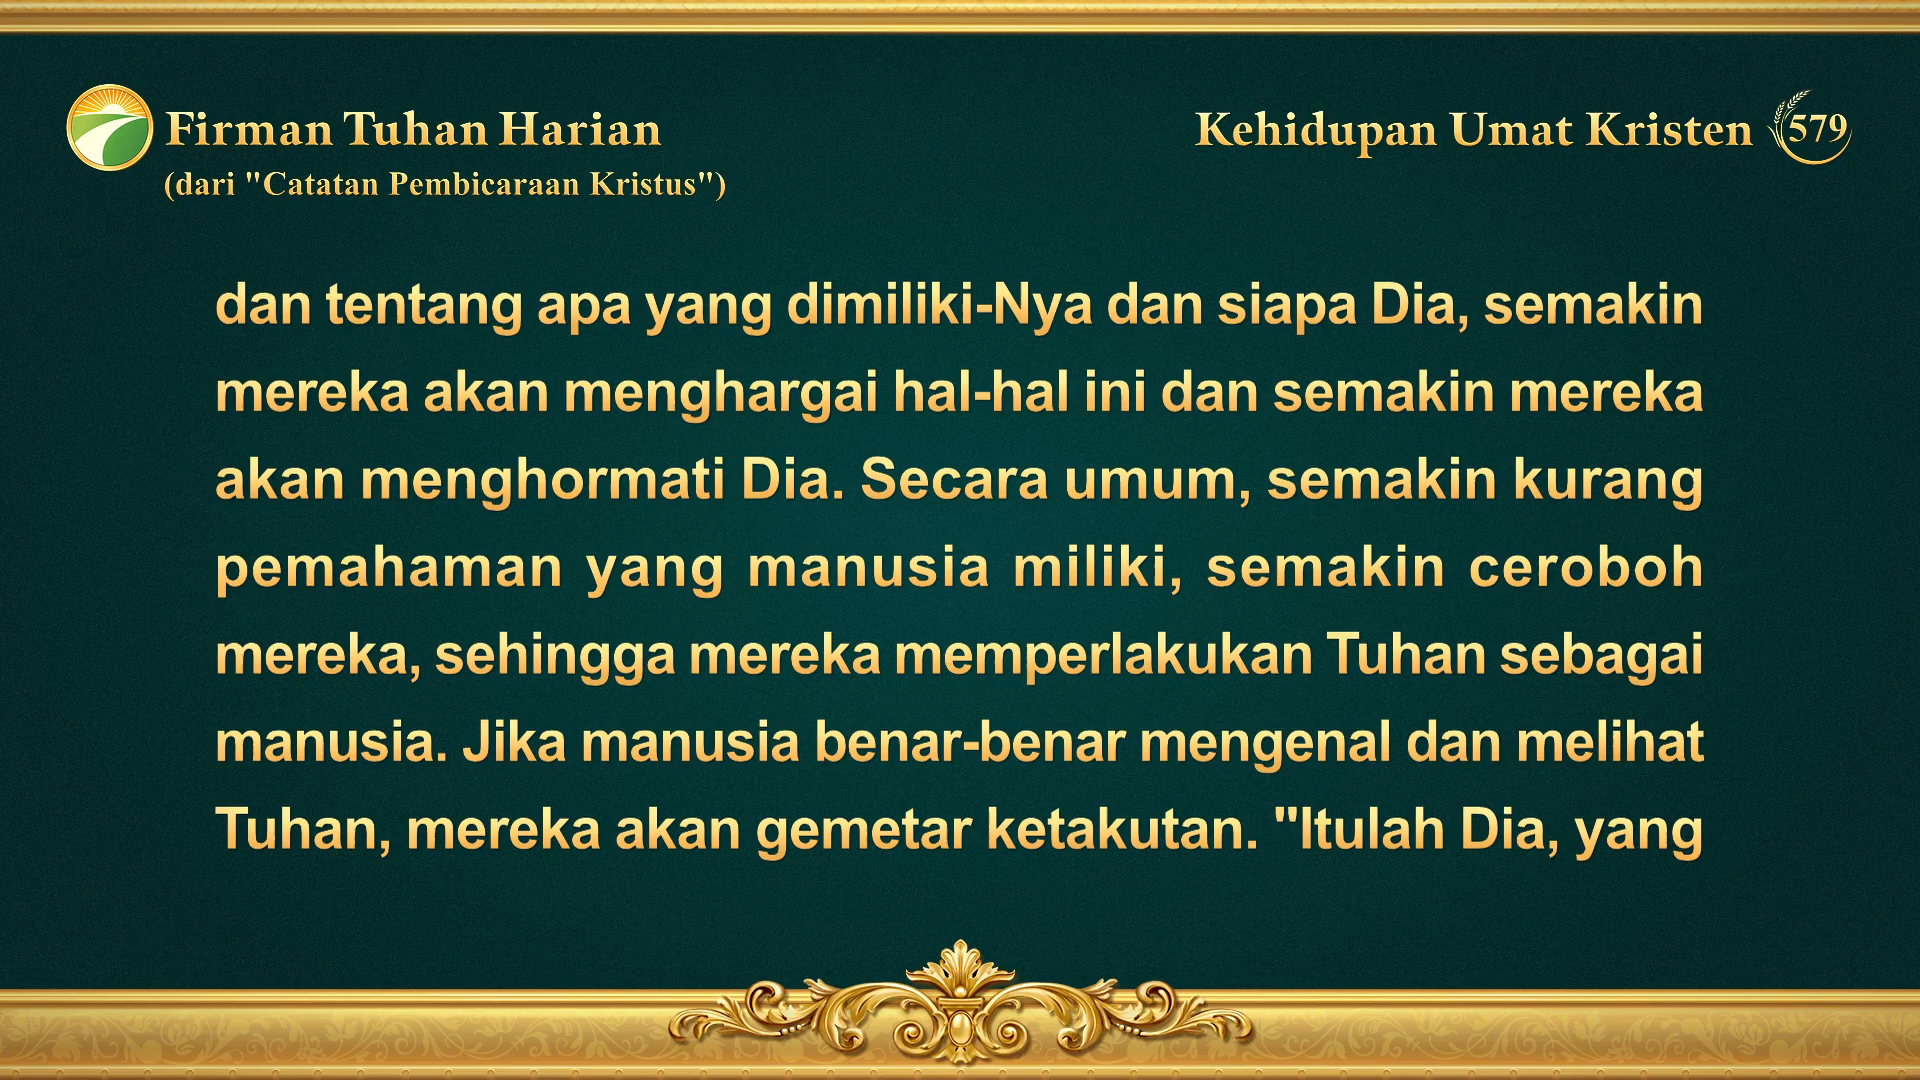 Firman Tuhan Harian
(dari "Catatan Pembicaraan Kristus")
Kehidupan Umat Kristen 579
dan tentang apa yang dimiliki-Nya dan siapa Dia, semakin
mereka akan menghargai hal-hal ini dan semakin mereka
akan menghormati Dia. Secara umum, semakin kurang
pemahaman yang manusia miliki, semakin ceroboh
mereka, sehingga mereka memperlakukan Tuhan sebagai
manusia. Jika manusia benar-benar mengenal dan melihat
Tuhan, mereka akan gemetar ketakutan. "Itulah Dia, yang